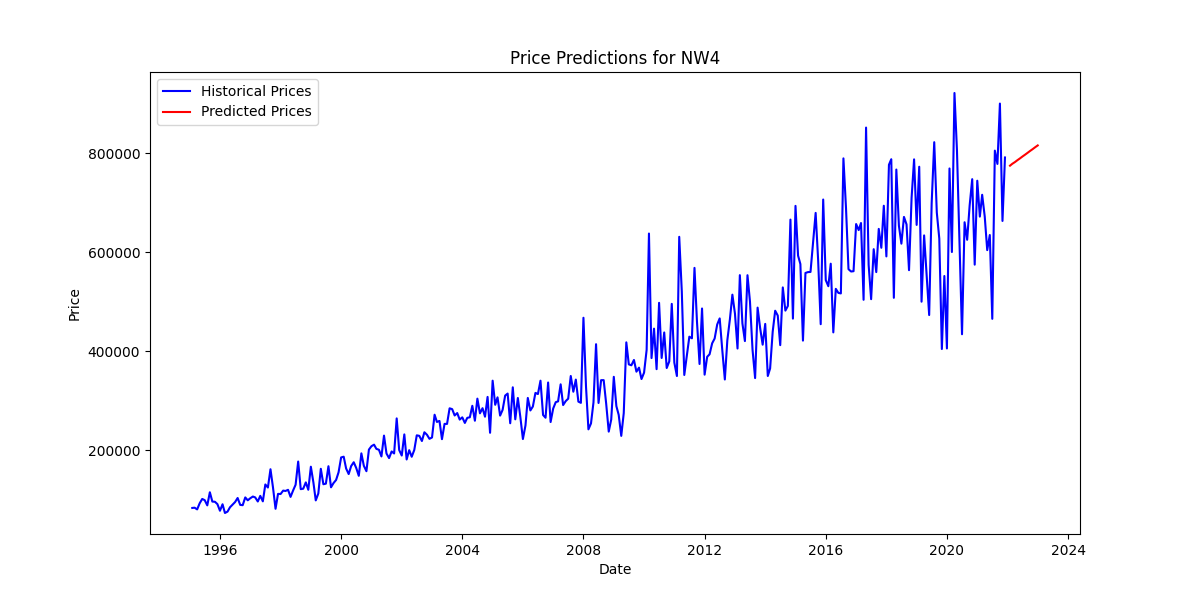 Price Predictions for NW4
Historical Prices
Predicted Prices
800000
600000
400000
200000
Price
1996 2000 2004 2008 2012 2016 2020 2024
Date